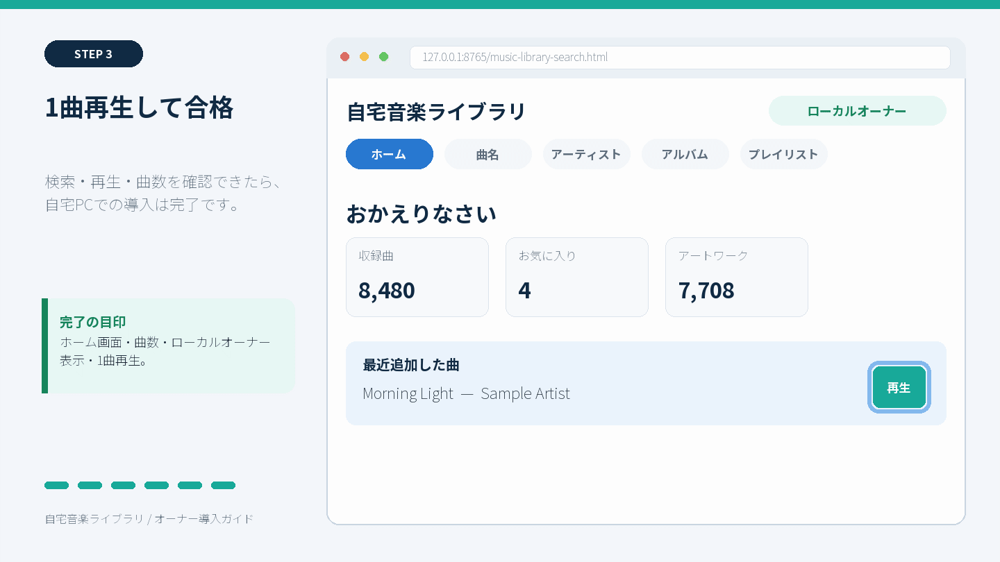 STEP 3
1曲再生して合格
検索・再生・曲数を確認できたら、
自宅PCでの導入は完了です。
完了の目印
ホーム画面・曲数・ローカルオーナー
表示・1曲再生。
自宅音楽ライブラリ / オーナー導入ガイド
127.0.0.1:8765/music-library-search.html
自宅音楽ライブラリ
ローカルオーナー
ホーム 曲名 アーティスト アルバム プレイリスト
おかえりなさい
収録曲 お気に入り アートワーク
8,480 4 7,708
最近追加した曲
Morning Light — Sample Artist
再生